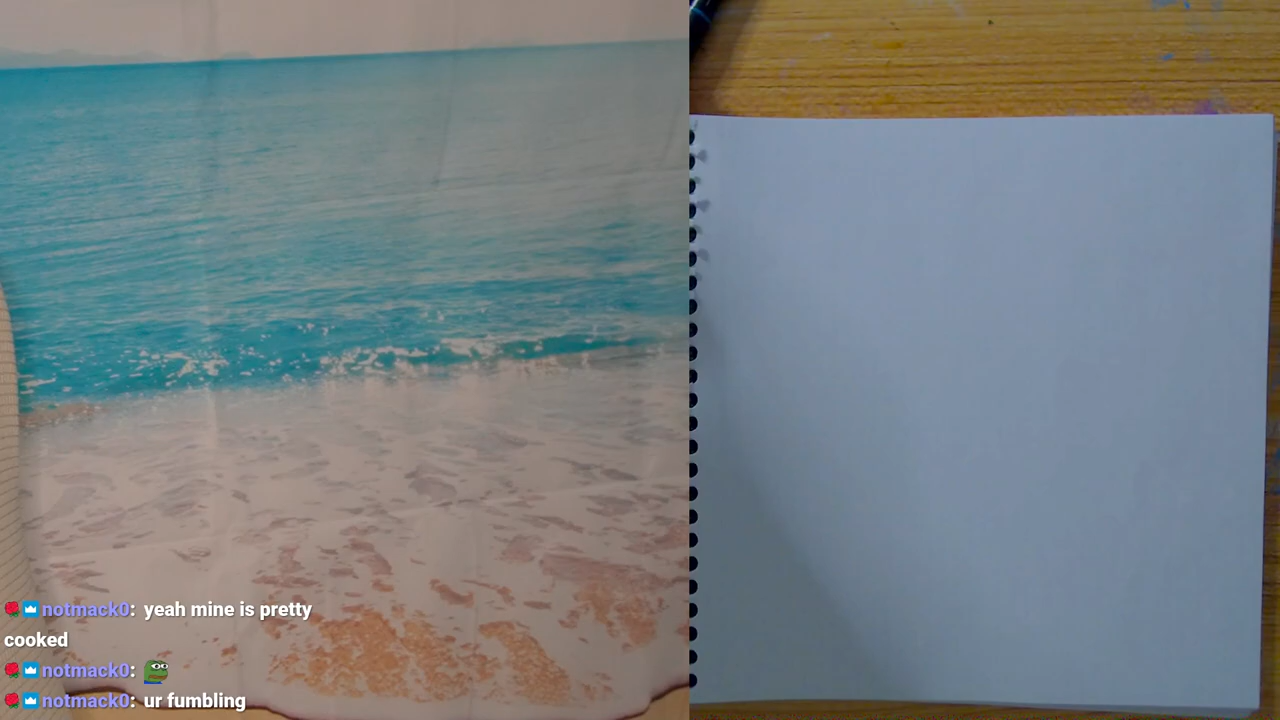 notmack0: yeah mine is pretty
cooked
notmack0:
notmack0: ur fumbling